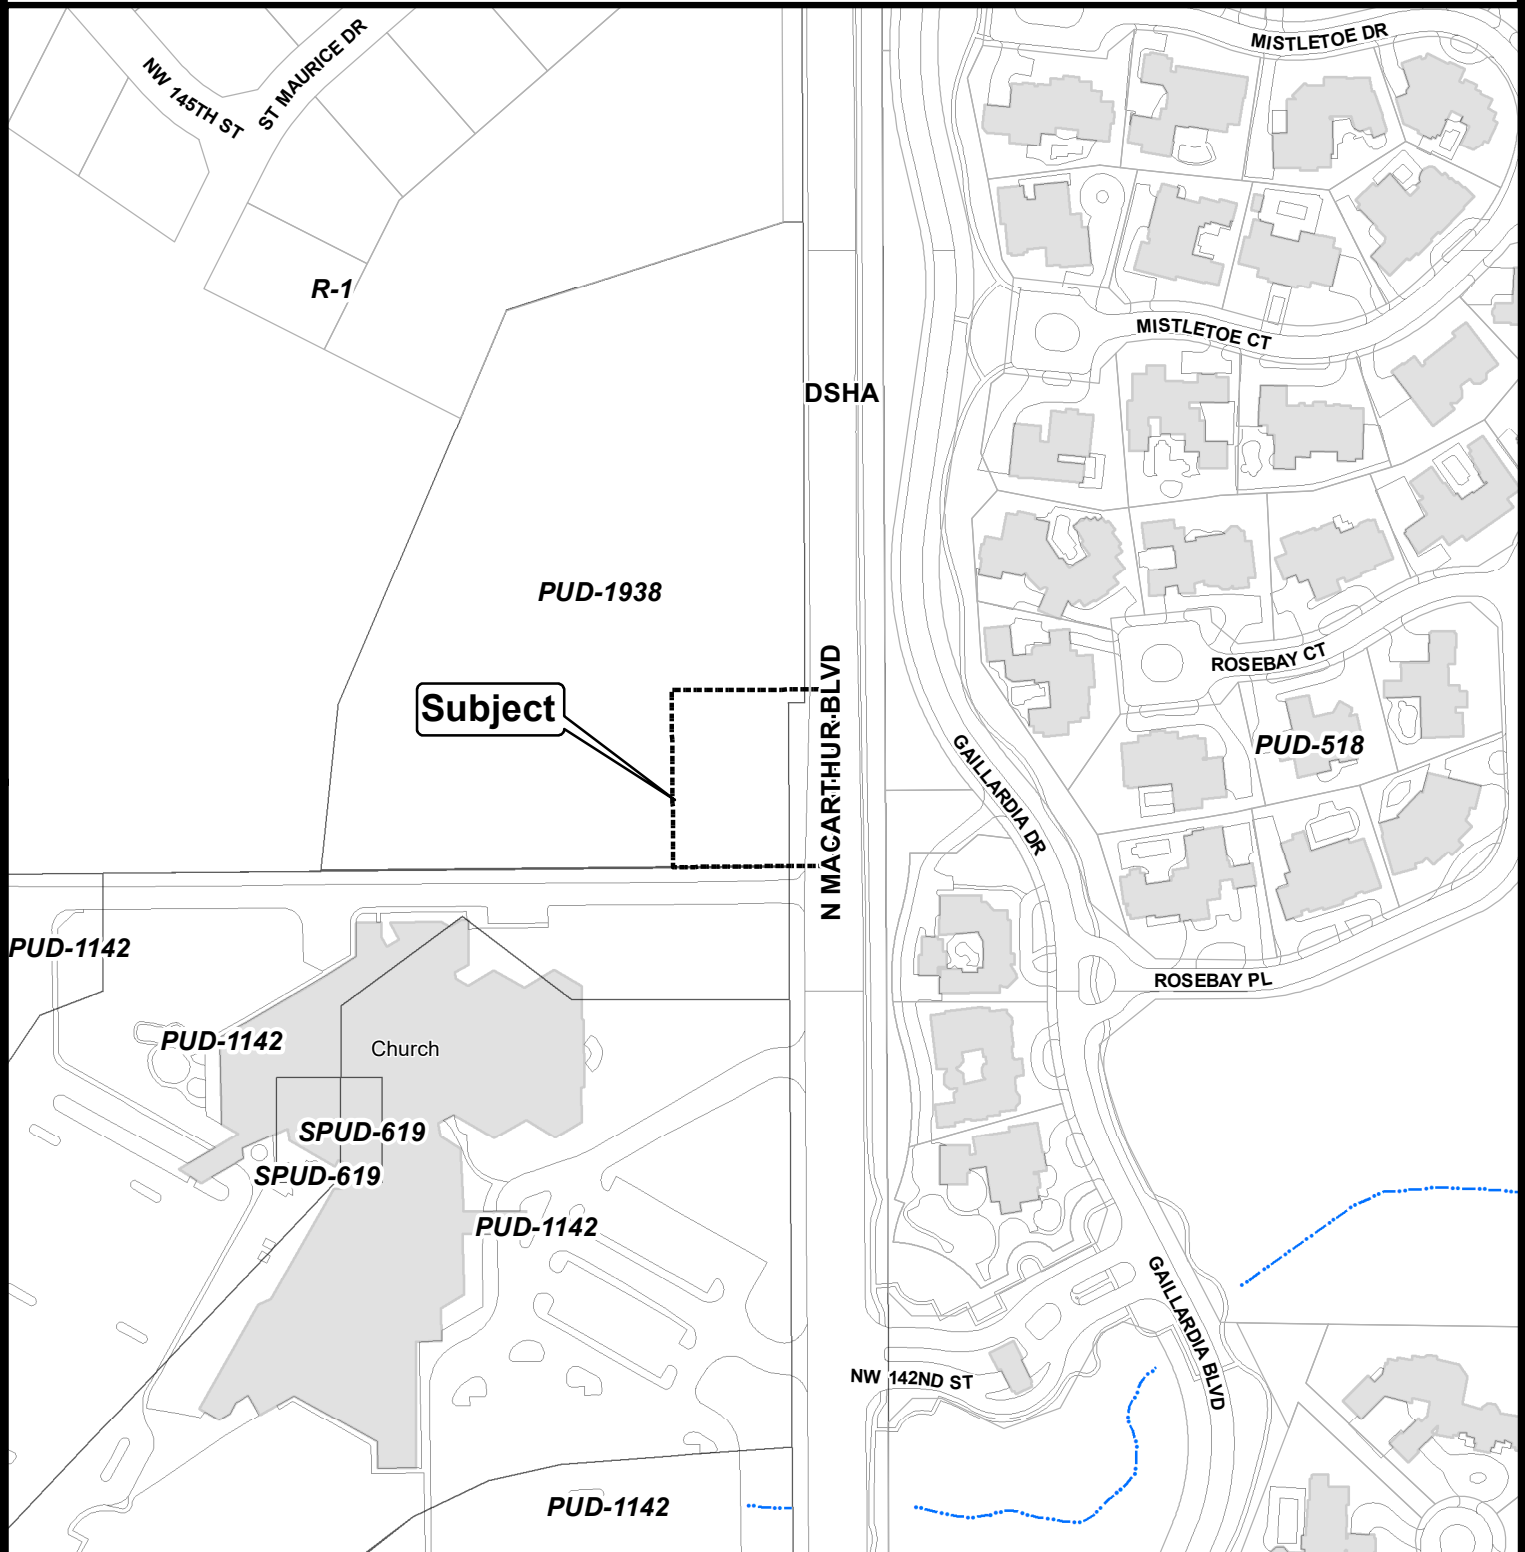 MISTLETOE DR
ST MAURICE DR
NW 145TH ST
R-1
MISTLETOE CT
DSHA
PUD-1938
N MACARTHUR BLVD
ROSEBAY CT
Subject
PUD-518
GAILLARDIA DR
PUD-1142
ROSEBAY PL
PUD-1142
Church
SPUD-619
SPUD-619
PUD-1142
GAILLARDIA BLVD
NW 142ND ST
PUD-1142